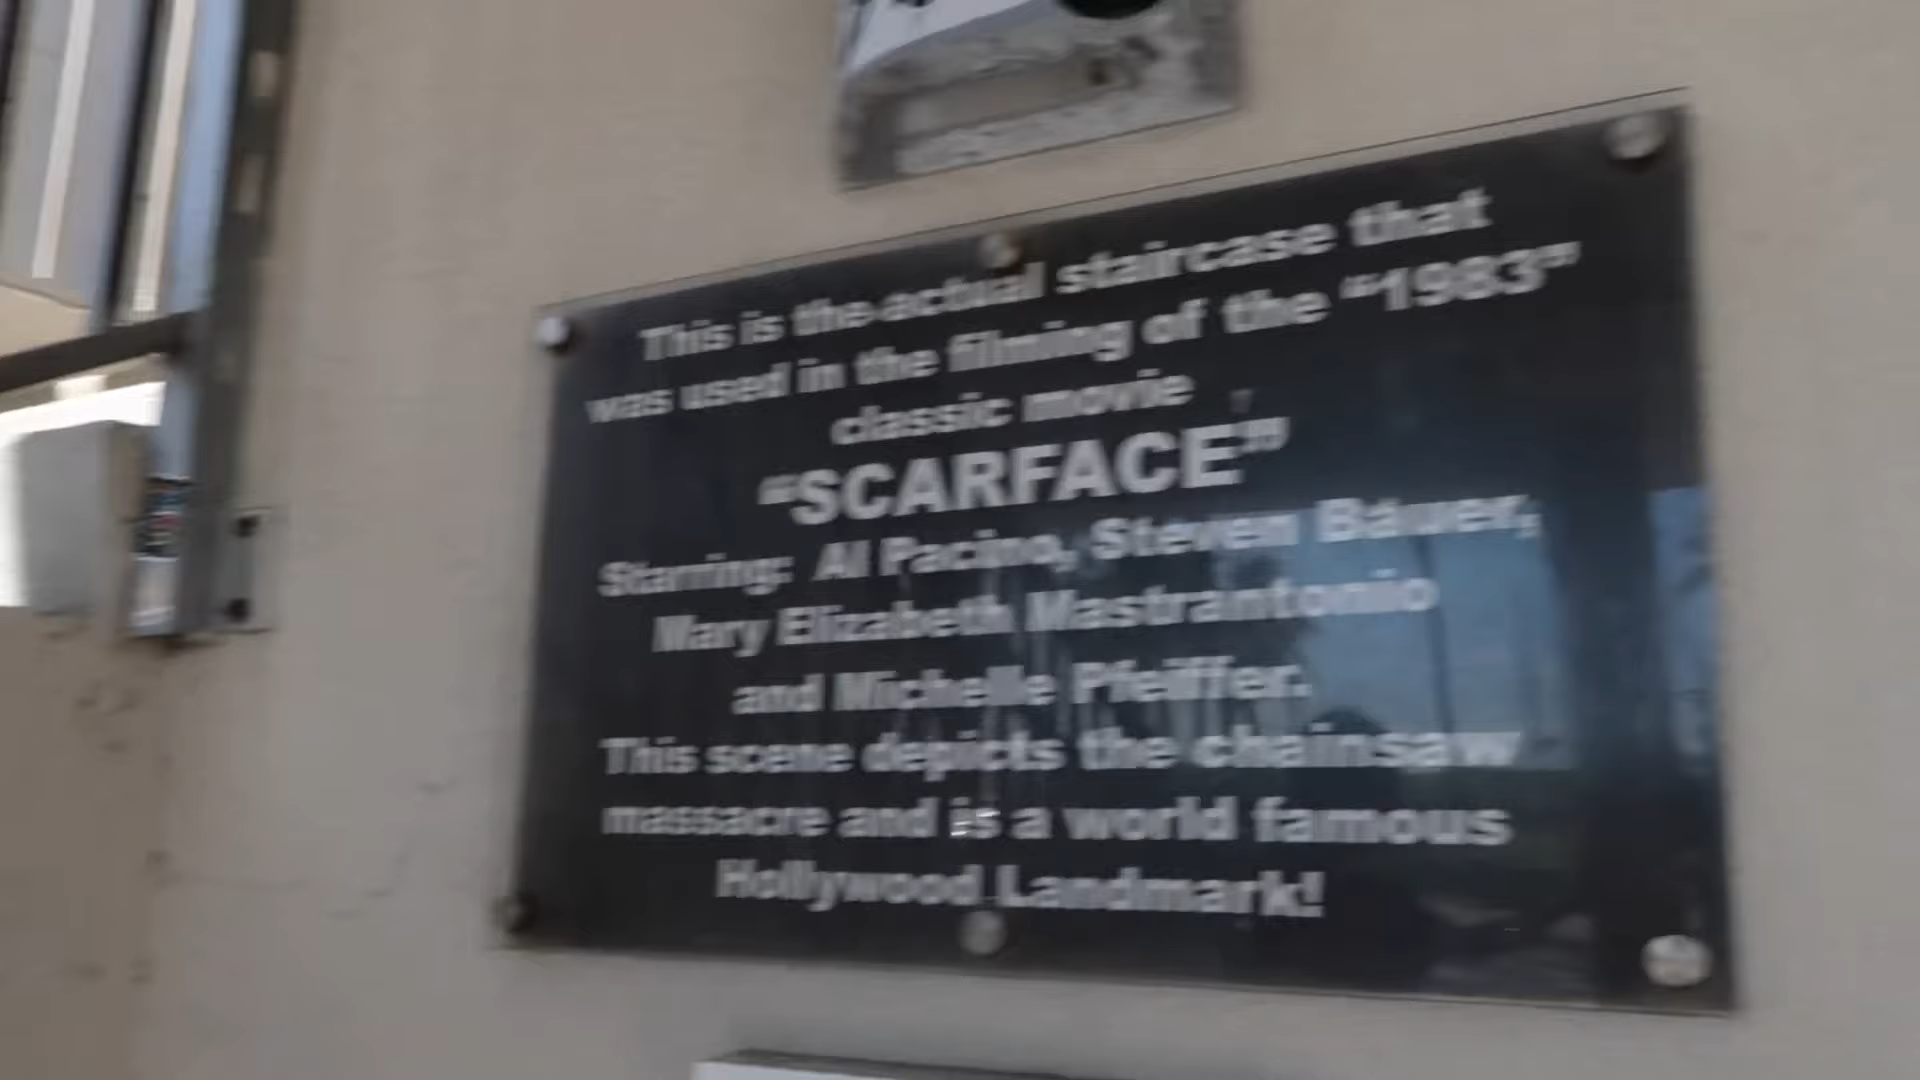 This is the actual staircase that
was used in the filming of the “1983”
classic movie
“SCARFACE”
Starring: Al Pacino, Steven Bauer,
Mary Elizabeth Mastrantonio
and Michelle Pfeiffer.
This scene depicts the chainsaw
massacre and is a world famous
Hollywood Landmark!